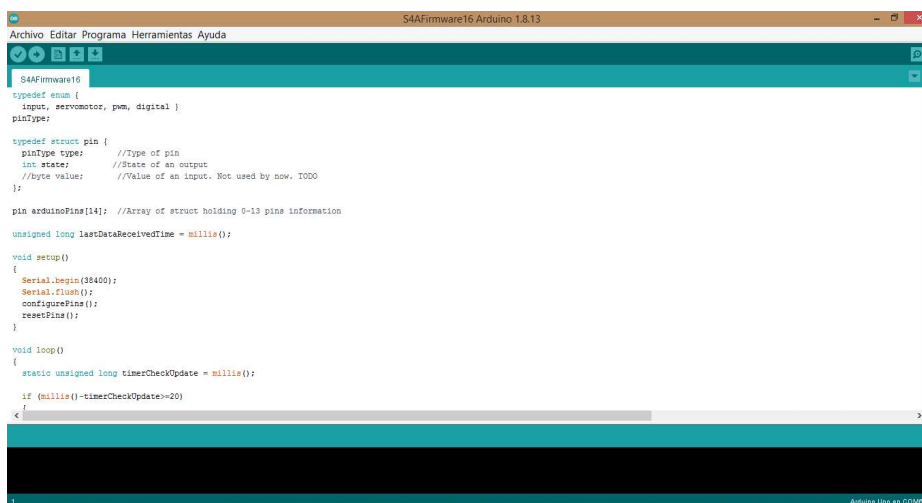 S4AFirmware16 Arduino 1.8.13
Archivo Editar Programa Herramientas Ayuda
S4AFirmware16
typedef enum {
  input, servomotor, pwm, digital }
pinType;
typedef struct pin {
  pinType type;       //Type of pin
  int state;          //State of an output
  //byte value;       //Value of an input. Not used by now. TODO
};
pin arduinoPins[14];  //Array of struct holding 0-13 pins information
unsigned long lastDataReceivedTime = millis();
void setup()
{
  Serial.begin(38400);
  Serial.flush();
  configurePins();
  resetPins();
}
void loop()
{
  static unsigned long timerCheckUpdate = millis();
  if (millis()-timerCheckUpdate>=20)
  {
1
Arduino Uno en